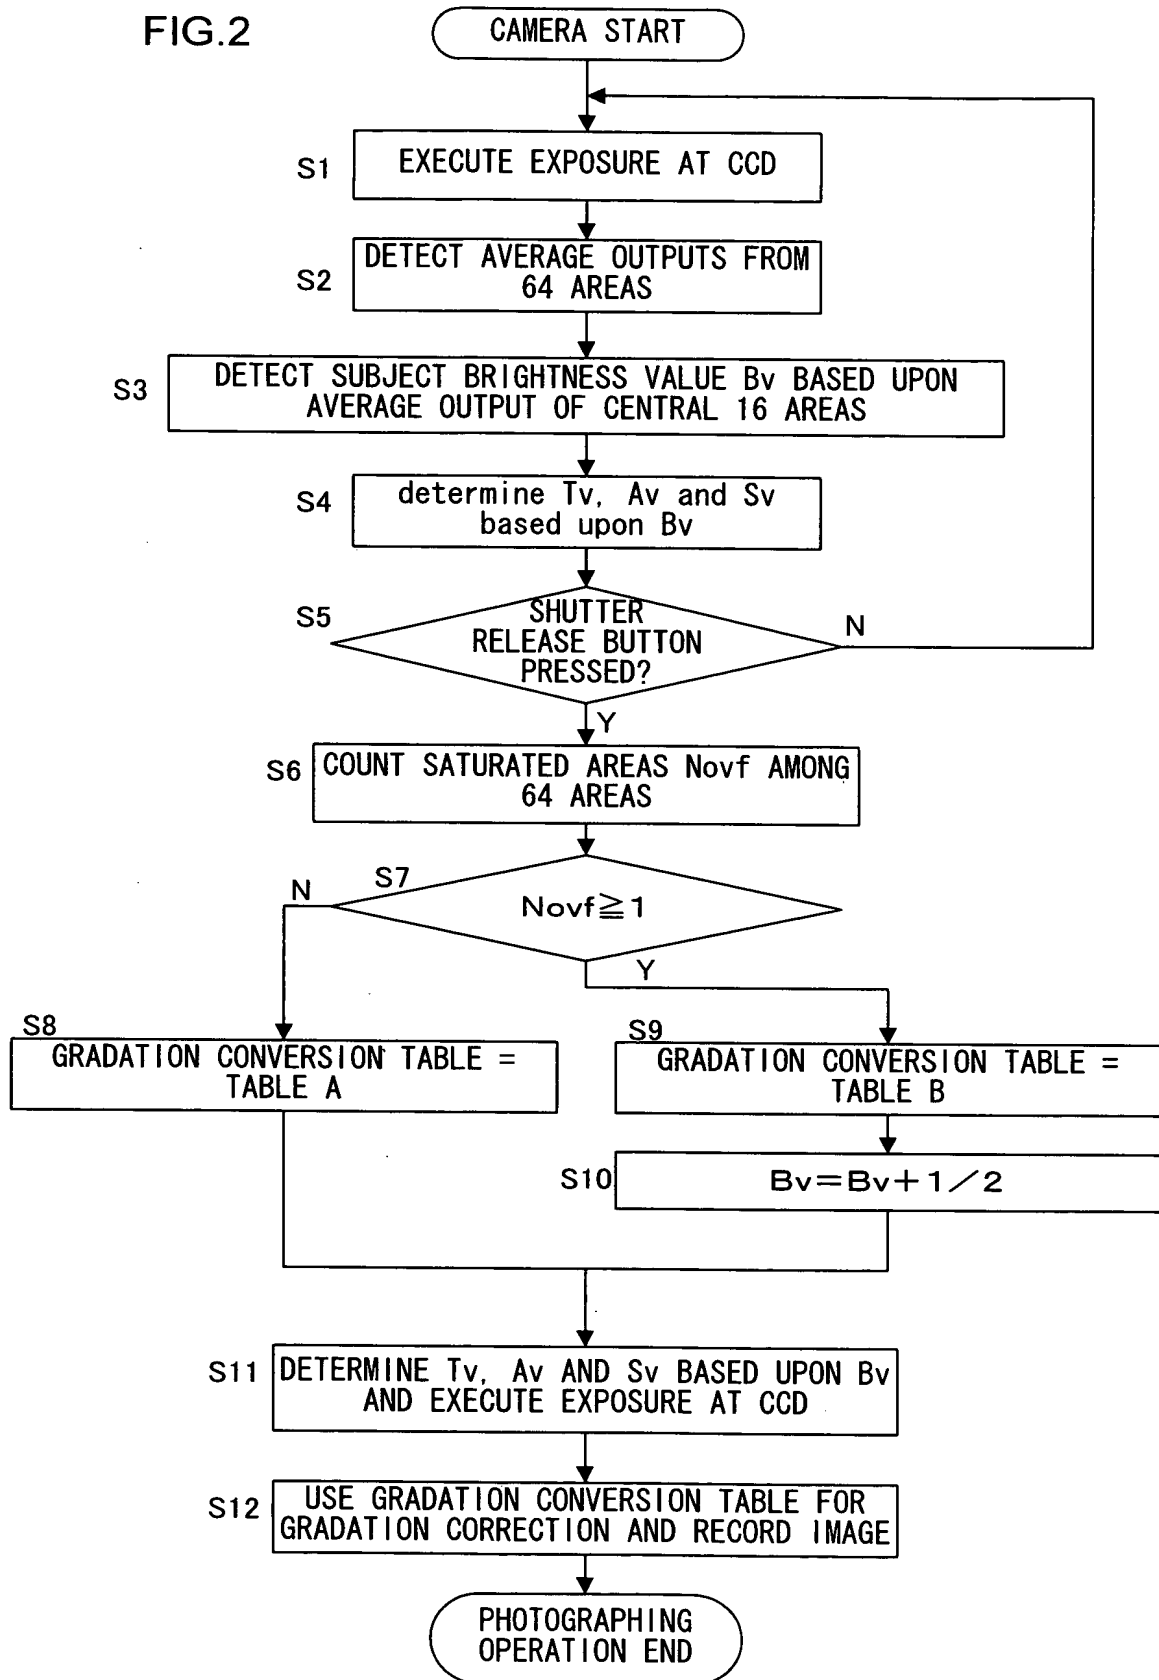 FIG.2
CAMERA START
S1
EXECUTE EXPOSURE AT CCD
S2
DETECT AVERAGE OUTPUTS FROM
64 AREAS
S3
DETECT SUBJECT BRIGHTNESS VALUE Bv BASED UPON
AVERAGE OUTPUT OF CENTRAL 16 AREAS
S4
determine Tv, Av and Sv
based upon Bv
S5
SHUTTER
RELEASE BUTTON
PRESSED?
N
Y
S6
COUNT SATURATED AREAS Novf AMONG
64 AREAS
S7
N
Novf≧1
Y
S8
GRADATION CONVERSION TABLE =
TABLE A
S9
GRADATION CONVERSION TABLE =
TABLE B
S10
Bv=Bv+1/2
S11
DETERMINE Tv, Av AND Sv BASED UPON Bv
AND EXECUTE EXPOSURE AT CCD
S12
USE GRADATION CONVERSION TABLE FOR
GRADATION CORRECTION AND RECORD IMAGE
PHOTOGRAPHING
OPERATION END